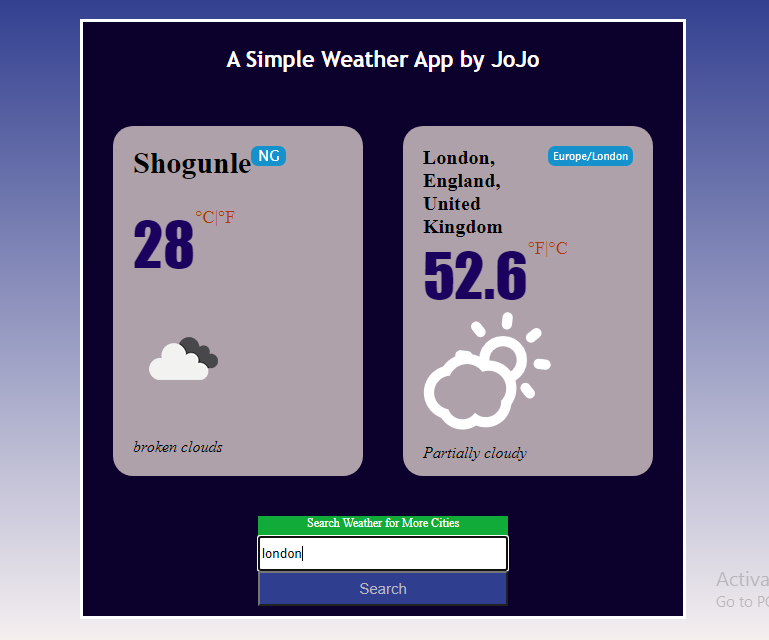 A Simple Weather App by JoJo
Shogunle NG
°C|°F
28
broken clouds
London,
England,
United
Kingdom
Europe/London
°F|°C
52.6
Partially cloudy
Search Weather for More Cities
london
Search
Activa
Go to PC